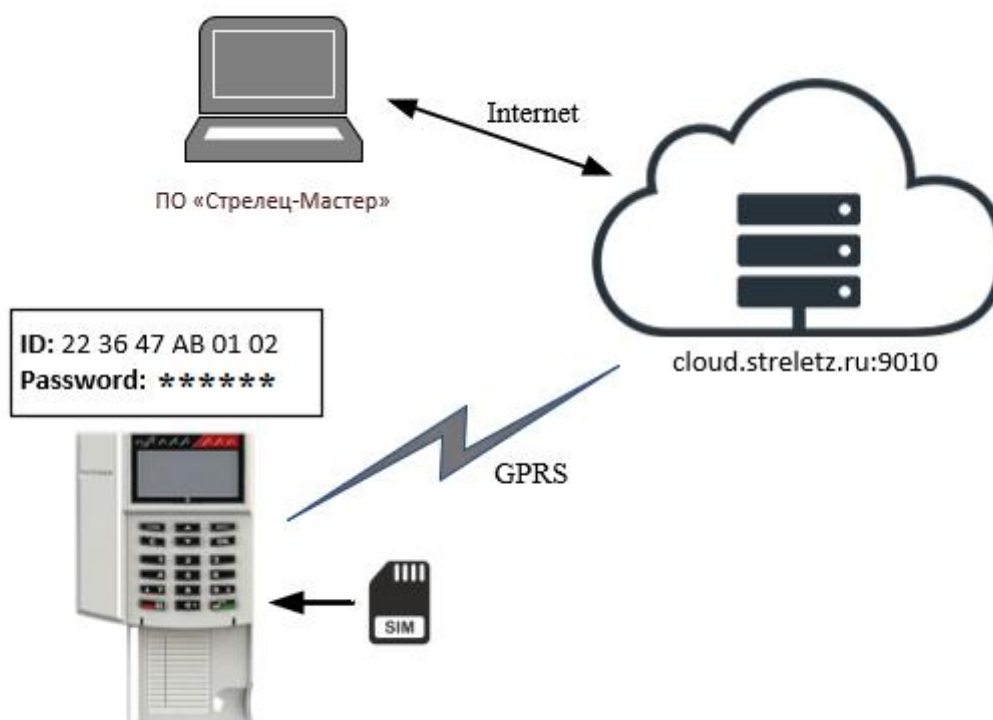 Internet
ПО «Стрелец-Мастер»
cloud.streletz.ru:9010
ID: 22 36 47 AB 01 02
Password: ******
GPRS
SIM